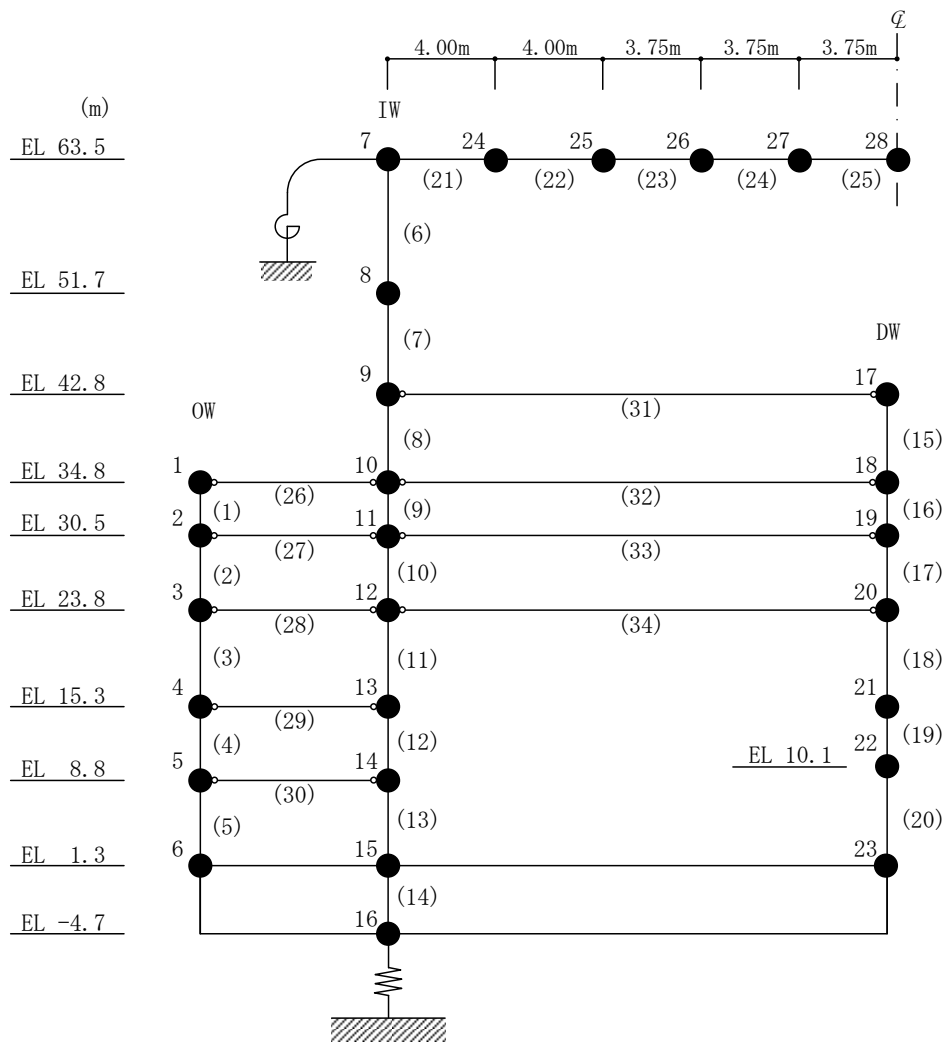 ℄
4.00m 4.00m 3.75m 3.75m 3.75m
(m)
IW
EL 63.5 7 24 25 26 27 28
(21) (22) (23) (24) (25)
(6)
EL 51.7 8
(7)
DW
EL 42.8 9 17
OW (31)
(8) (15)
EL 34.8 1 10 18
(1) (26) (9) (32) (16)
EL 30.5 2 11 19
(2) (27) (10) (33) (17)
EL 23.8 3 12 20
(28) (34)
(3) (11) (18)
EL 15.3 4 13 21
(29)
(4) (12) (19)
EL 8.8 5 14 EL 10.1 22
(30)
(5) (13) (20)
EL 1.3 6 15 23
(14)
EL -4.7 16